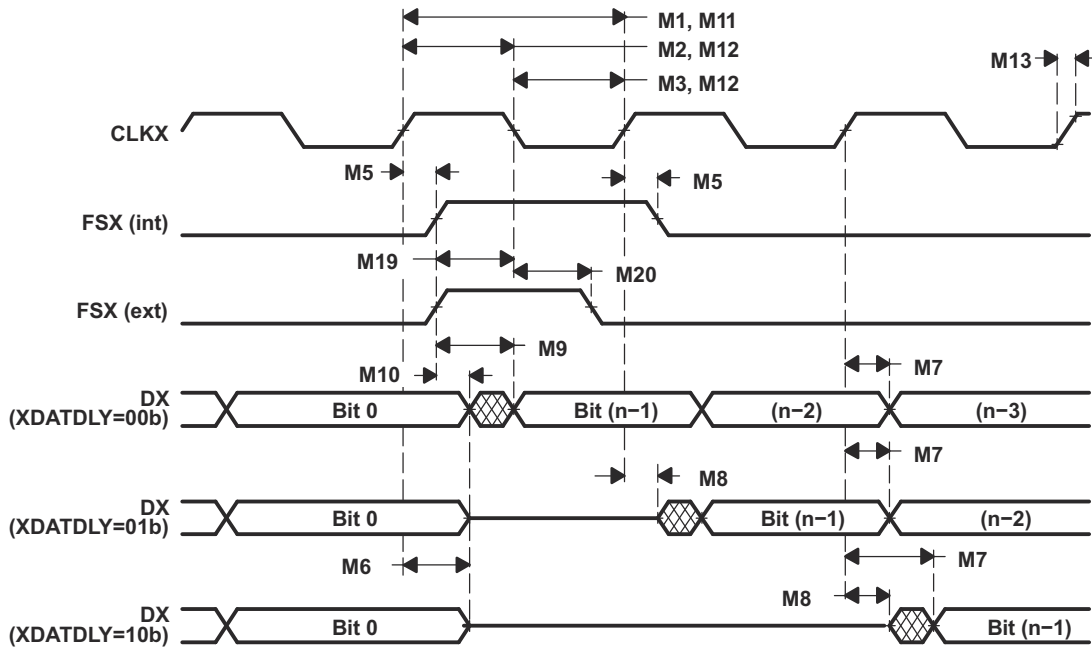 M1, M11
M2, M12
M13
M3, M12
CLKX
M5
M5
FSX (int)
M19
M20
FSX (ext)
M9
M10
M7
DX
(XDATDLY=00b)
Bit 0
Bit (n−1)
(n−2)
(n−3)
M7
M8
DX
(XDATDLY=01b)
Bit 0
Bit (n−1)
(n−2)
M6
M7
M8
DX
(XDATDLY=10b)
Bit 0
Bit (n−1)